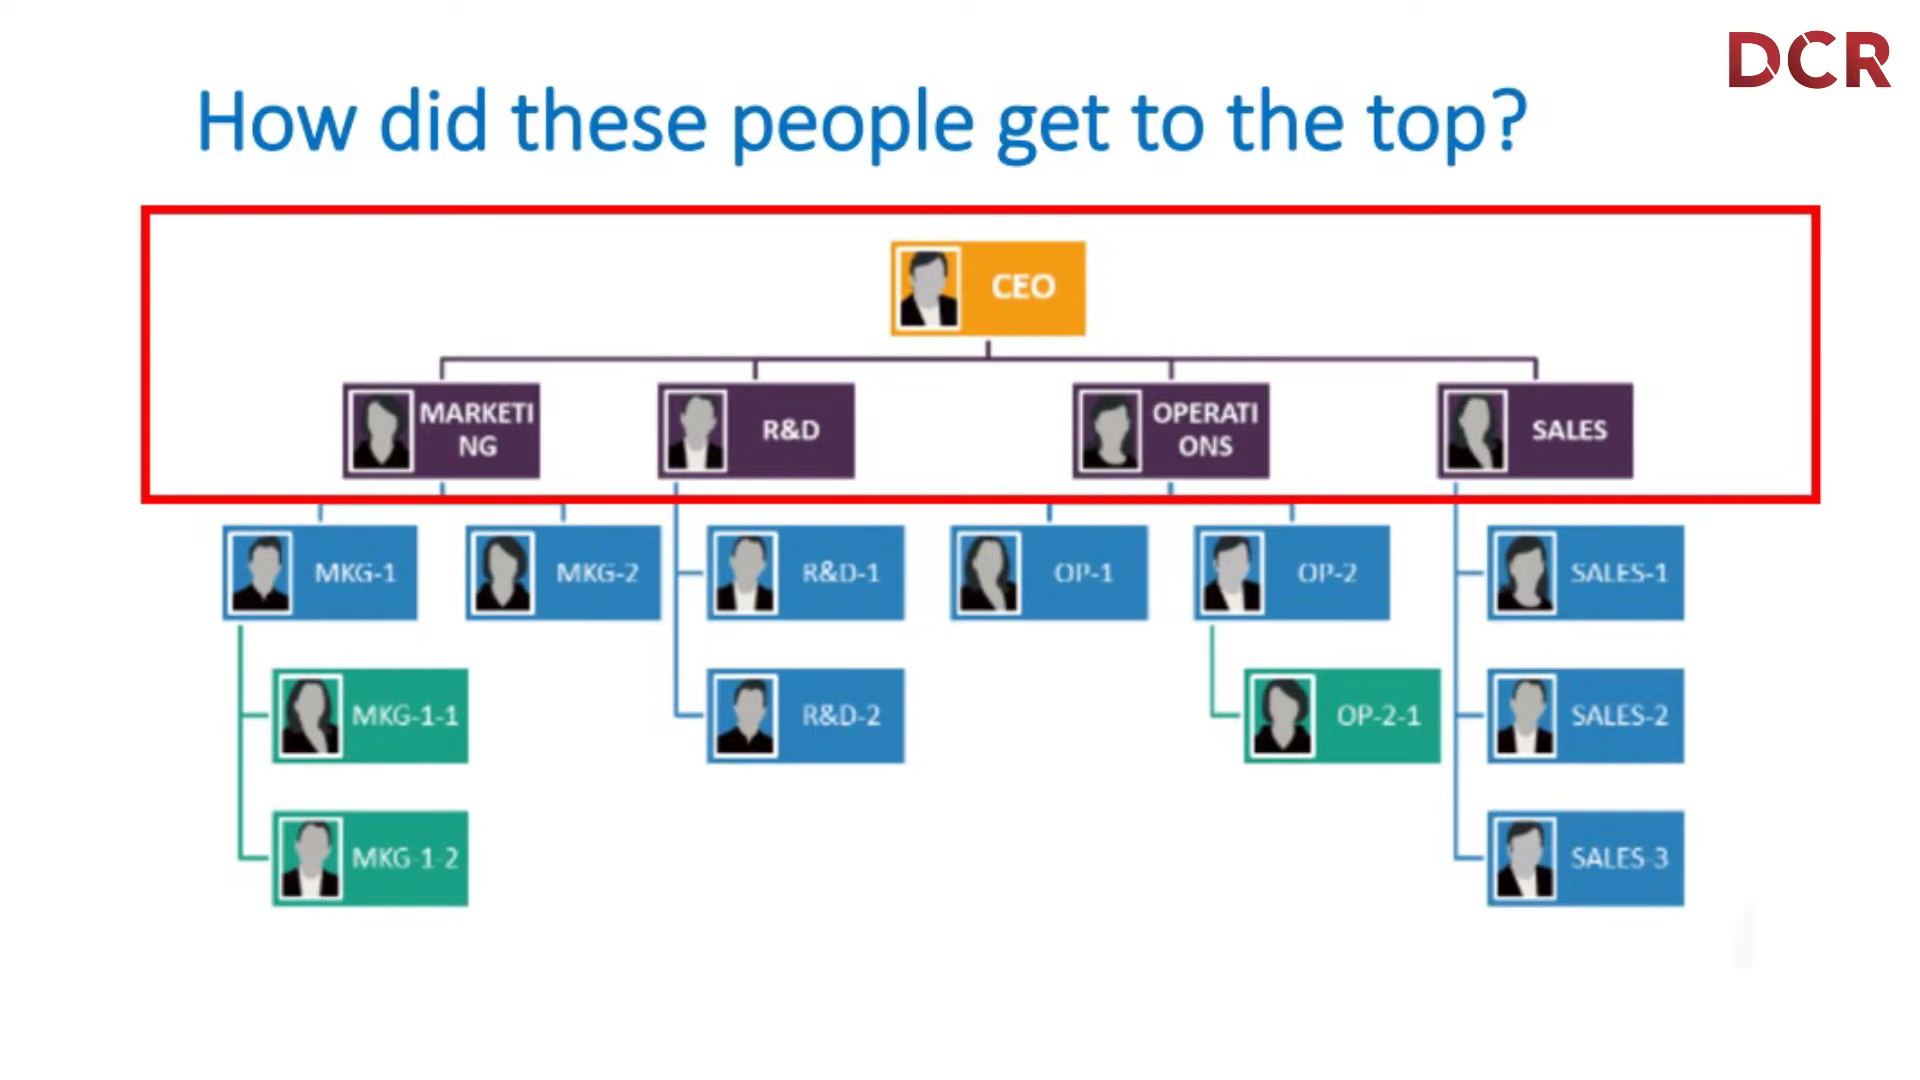 DCR
How did these people get to the top?
CEO
MARKETI
NG
R&D
OPERATI
ONS
SALES
MKG-1
MKG-2
R&D-1
OP-1
OP-2
SALES-1
MKG-1-1
R&D-2
OP-2-1
SALES-2
MKG-1-2
SALES-3